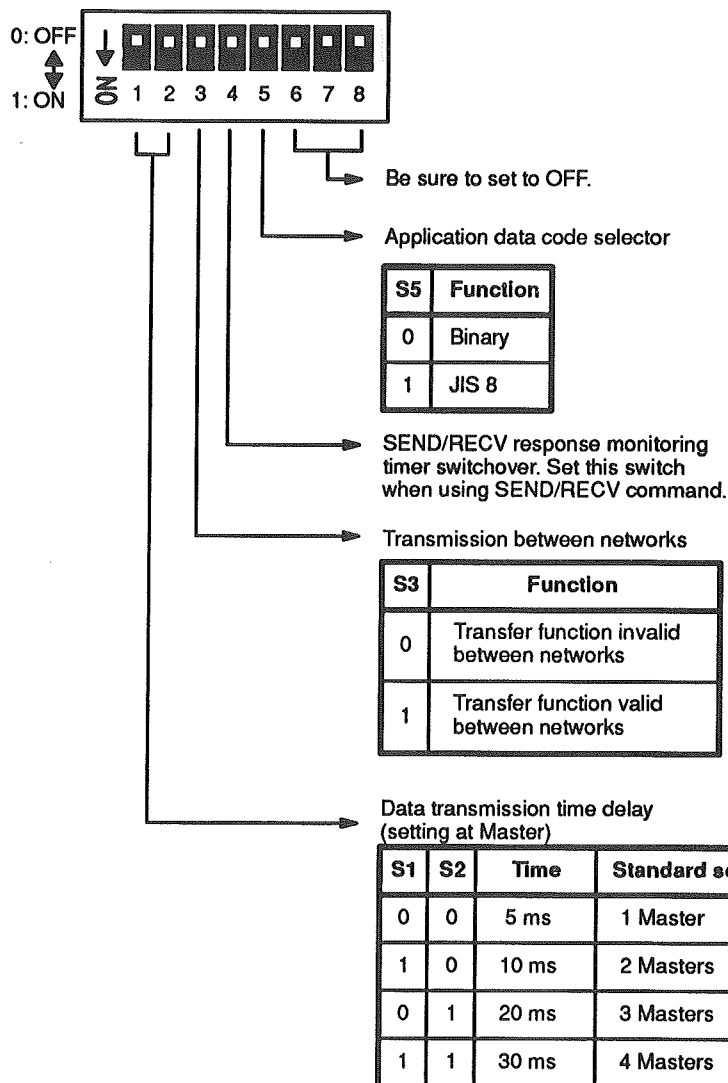 0: OFF
1: ON
ON
1 2 3 4 5 6 7 8
Be sure to set to OFF.
Application data code selector
S5 Function
0 Binary
1 JIS 8
SEND/RECV response monitoring
timer switchover. Set this switch
when using SEND/RECV command.
Transmission between networks
S3 Function
0 Transfer function invalid
between networks
1 Transfer function valid
between networks
Data transmission time delay
(setting at Master)
S1 S2 Time Standard
0 0 5 ms 1 Master
1 0 10 ms 2 Masters
0 1 20 ms 3 Masters
1 1 30 ms 4 Masters